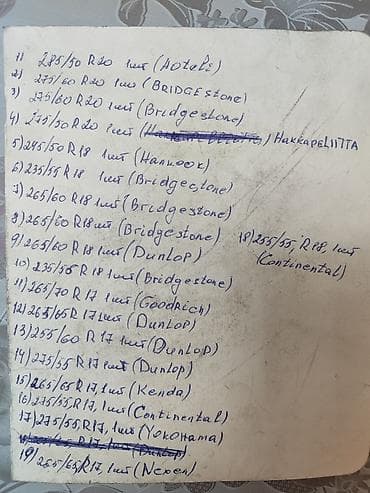 1) 285/50 R20 1шт (Hotule)
2) 275/60 R20 1шт (BRIDGEStone)
3) 275/60 R20 1шт (Bridgestone)
4) 275/50 R20 1шт HAKKAPELIITTA
5) 245/50 R18 1шт (Hankook)
6) 235/55 R18 1шт (Bridgestone)
7) 265/60 R18 1шт (Bridgestone)
8) 265/60 R18 шт (Bridgestone)
9) 265/60 R18 1шт (Dunlop)
18) 255/55, R18 1шт
(Continental)
10) 235/55 R18 1шт (Bridgestone)
11) 265/70 R17 1шт (Goodrich)
12) 265/65 R17 1шт (Dunlop)
13) 255/60 R17 1шт (Dunlop)
14) 275/55 R17 1шт (Dunlop)
15) 265/65 R17, 1шт (Kenda)
16) 275/55 R17, 1шт (Continental)
17) 275/55 R17, 1шт (Yokohama)
19) 265/65 R17, 1шт (Nexen)